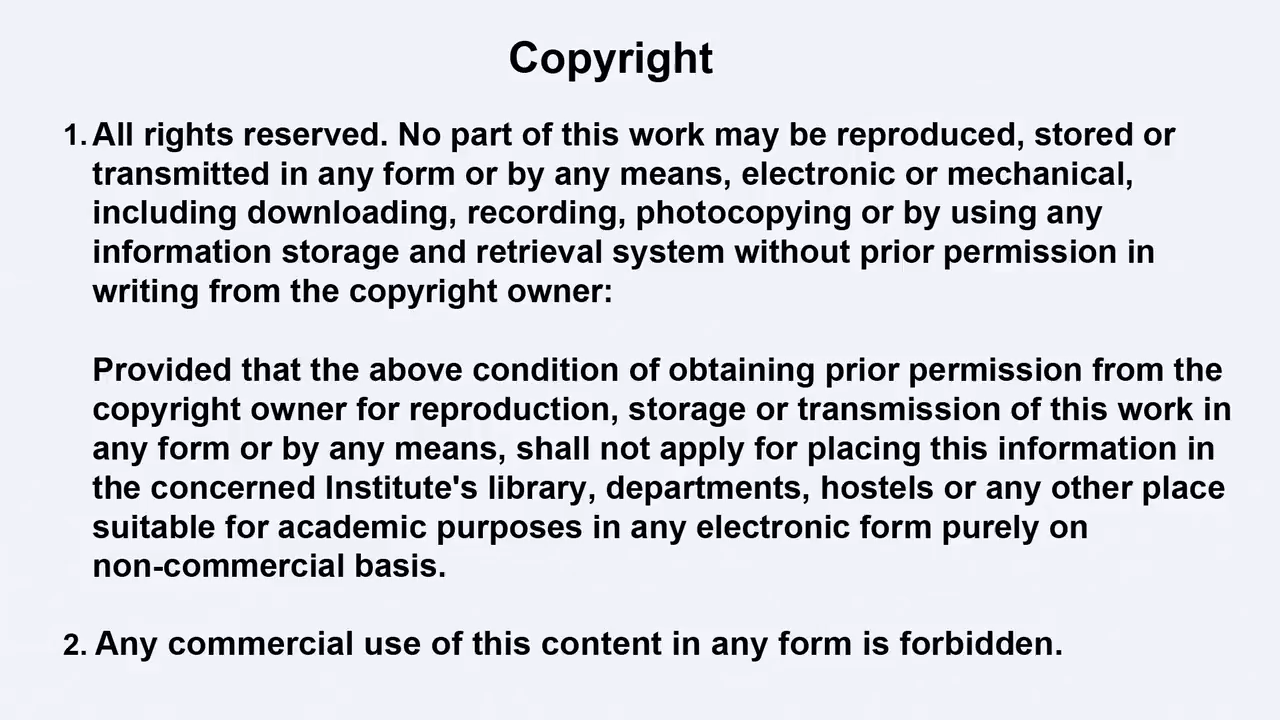 Copyright
1. All rights reserved. No part of this work may be reproduced, stored or
transmitted in any form or by any means, electronic or mechanical,
including downloading, recording, photocopying or by using any
information storage and retrieval system without prior permission in
writing from the copyright owner:
Provided that the above condition of obtaining prior permission from the
copyright owner for reproduction, storage or transmission of this work in
any form or by any means, shall not apply for placing this information in
the concerned Institute's library, departments, hostels or any other place
suitable for academic purposes in any electronic form purely on
non-commercial basis.
2. Any commercial use of this content in any form is forbidden.